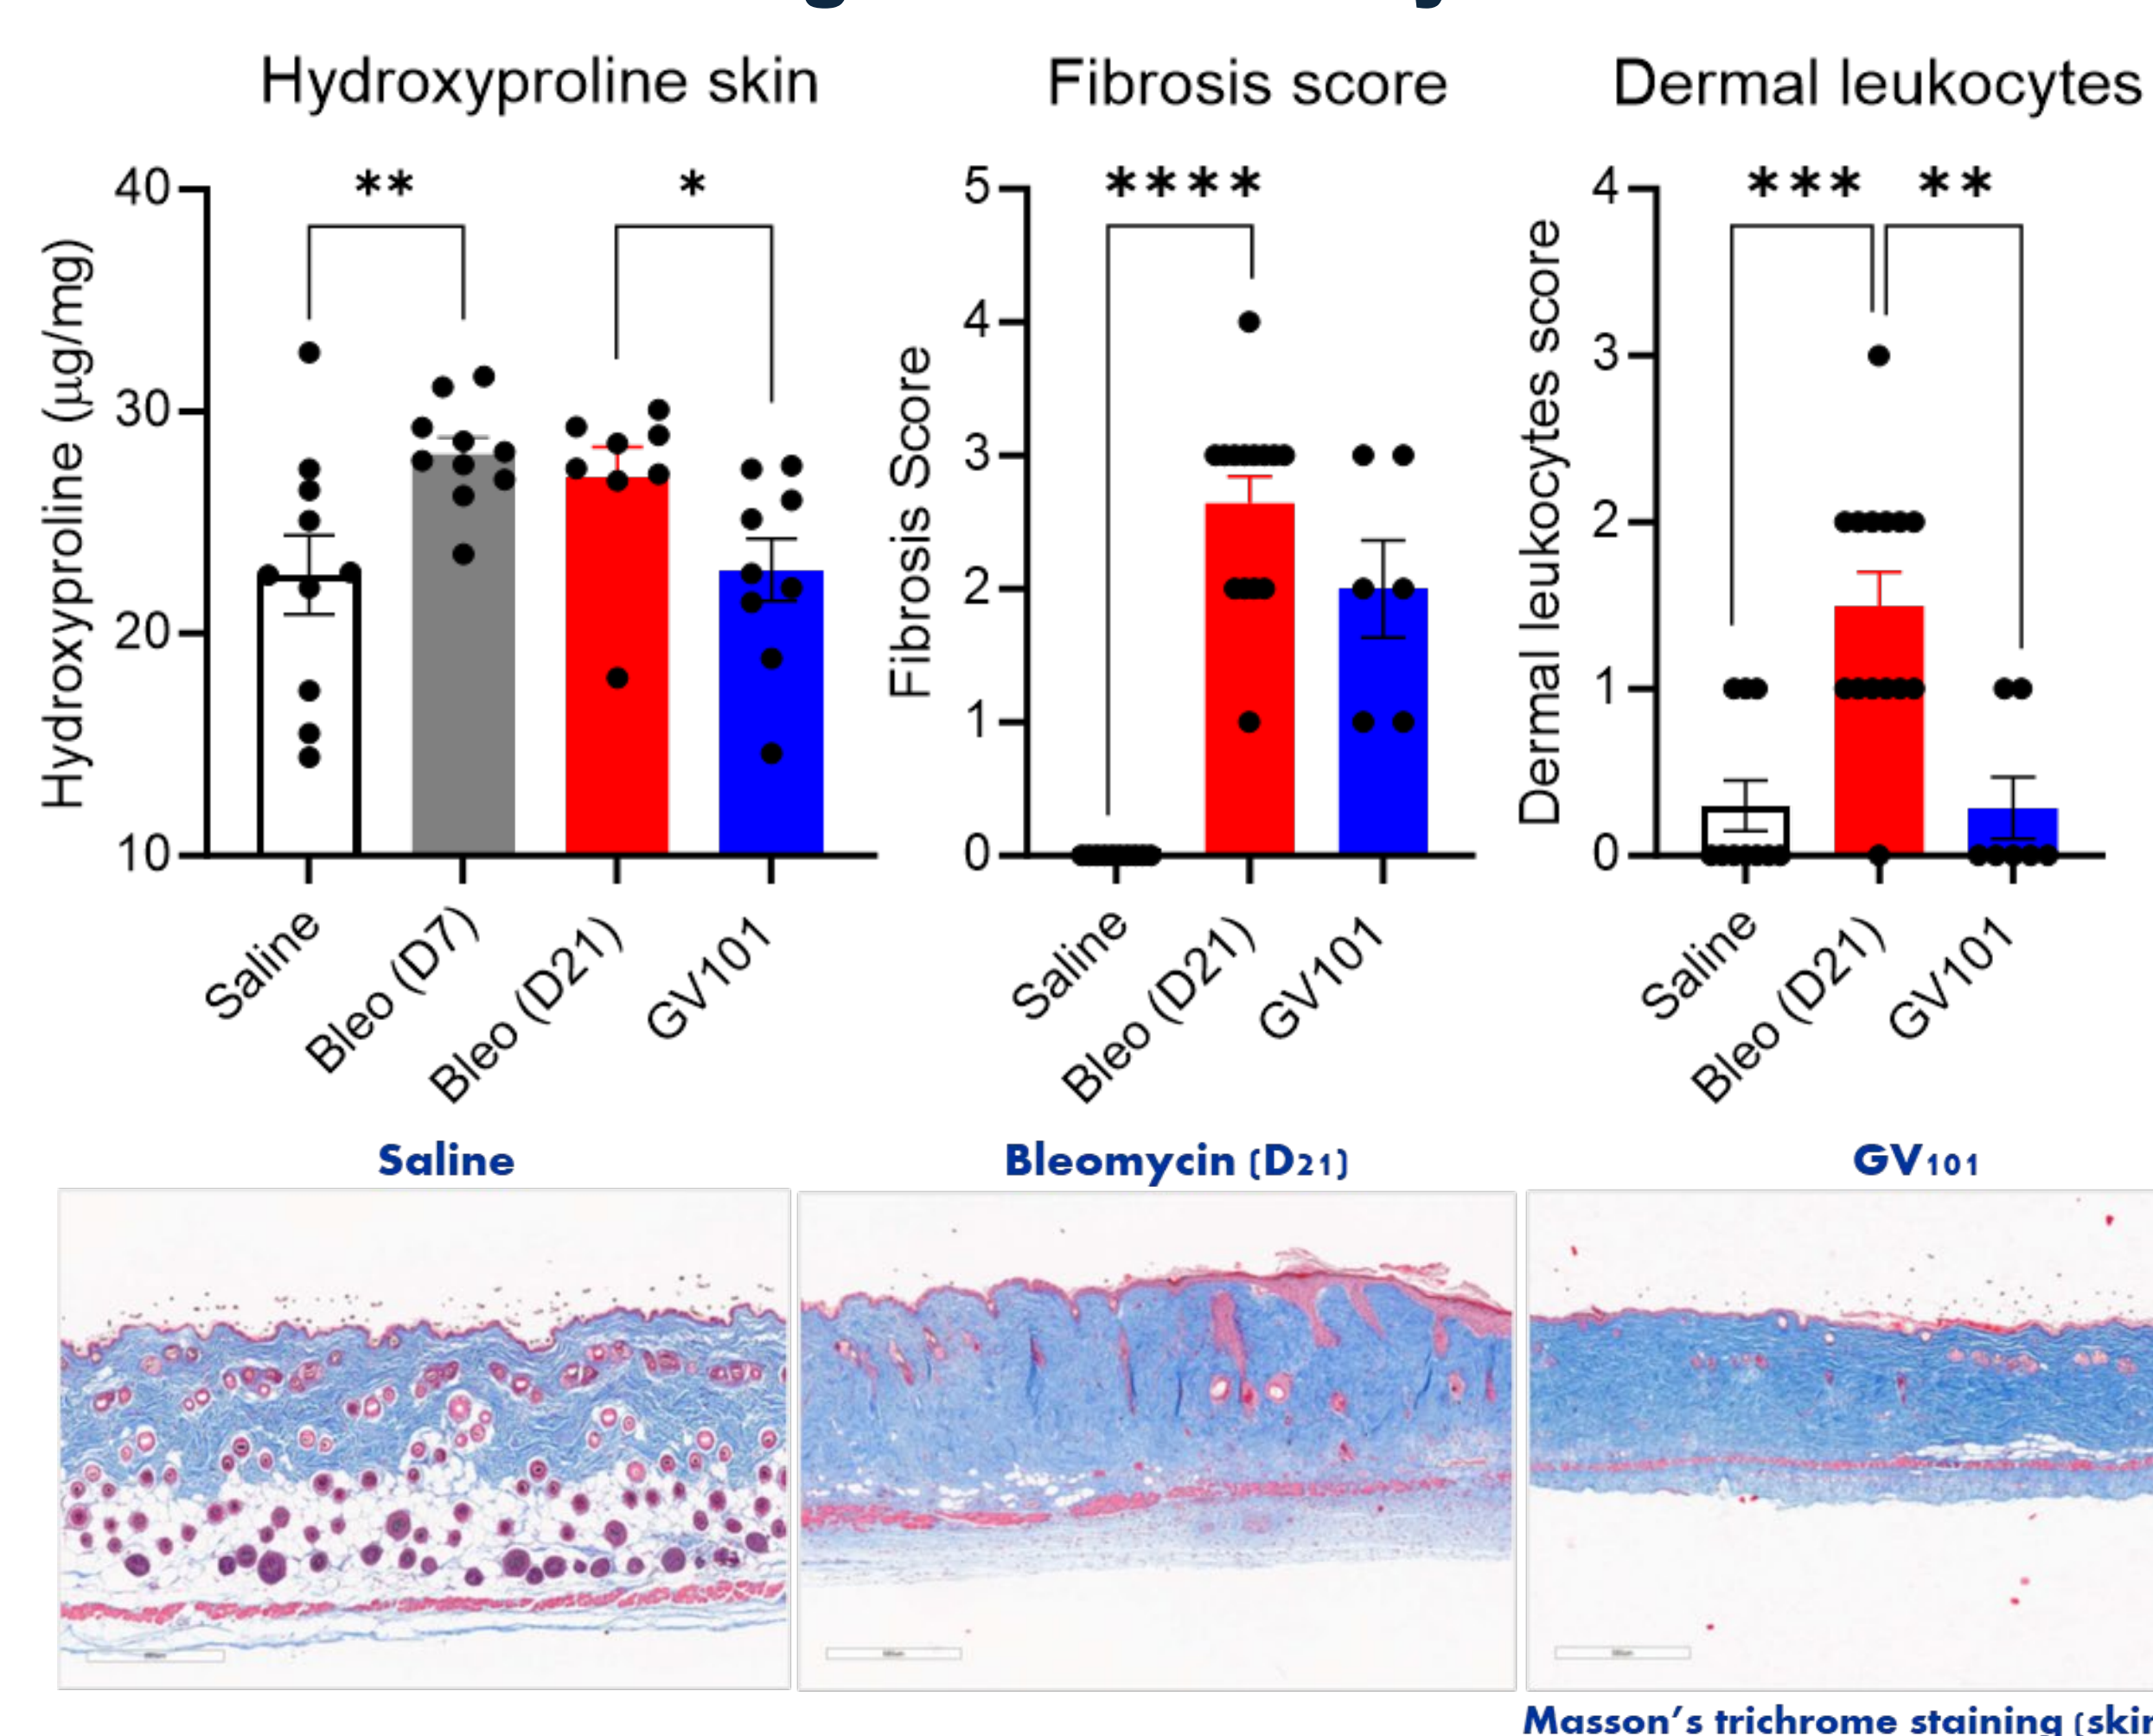 Hydroxyproline skin
Fibrosis score
Dermal leukocytes
** *
****
*** **
Hydroxyproline (µg/mg)
40
30
20
10
Saline
Bleo (D7)
Bleo (D21)
GV101
Fibrosis Score
5
4
3
2
1
0
Saline
Bleo (D21)
GV101
Dermal leukocytes score
4
3
2
1
0
Saline
Bleo (D21)
GV101
Saline
Bleomycin (D21)
GV101
Masson's trichrome staining (skin